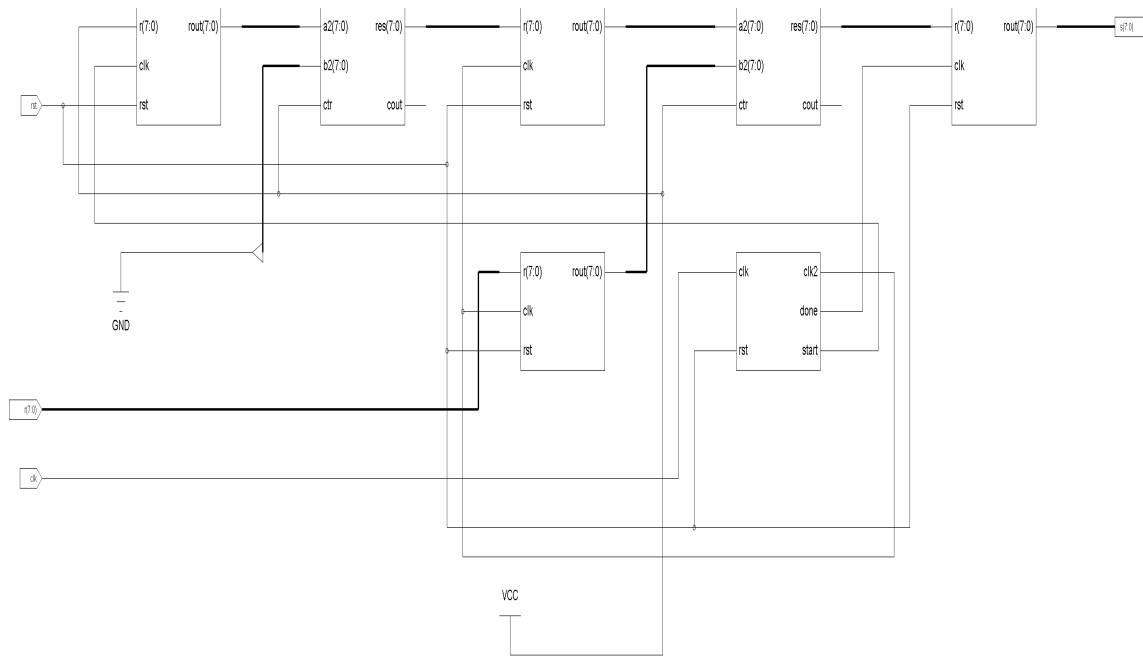 r(7:0) rout(7:0) a2(7:0) res(7:0) r(7:0) rout(7:0) a2(7:0) res(7:0) r(7:0) rout(7:0) s(7:0)
clk b2(7:0) clk b2(7:0) clk
rst rst ctr cout rst ctr cout rst
r(7:0) rout(7:0) clk clk2
GND clk done
rst rst start
r(7:0)
clk
VCC